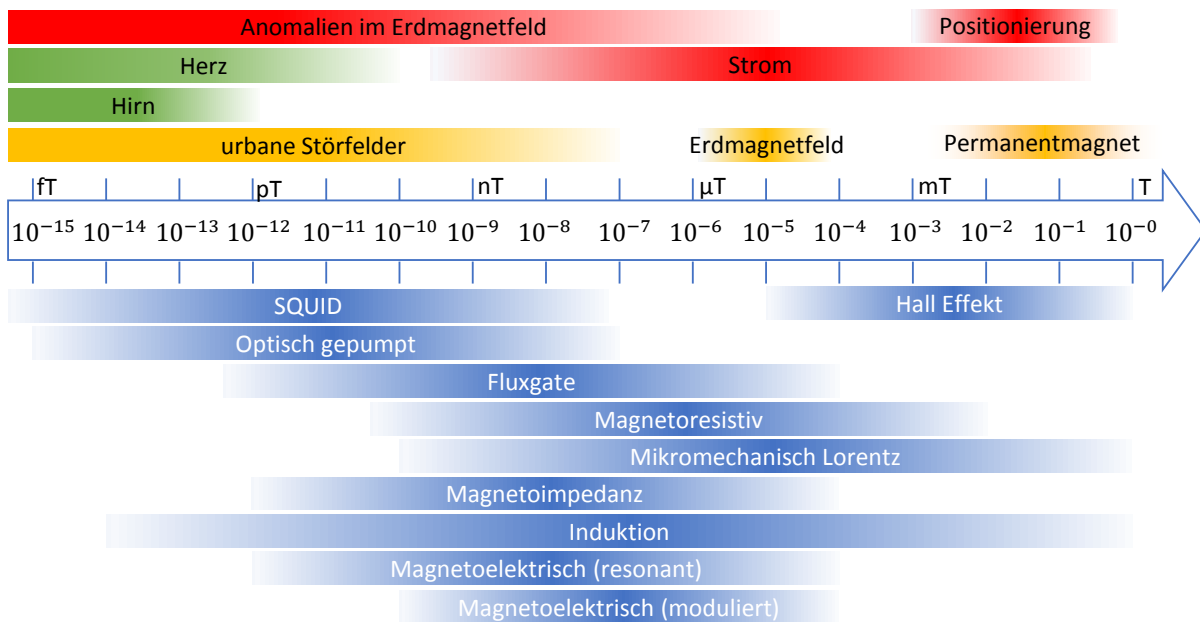 Anomalien im Erdmagnetfeld Positionierung
Herz Strom
Hirn
urbane Störfelder Erdmagnetfeld Permanentmagnet
fT pT nT µT mT T
10⁻¹⁵ 10⁻¹⁴ 10⁻¹³ 10⁻¹² 10⁻¹¹ 10⁻¹⁰ 10⁻⁹ 10⁻⁸ 10⁻⁷ 10⁻⁶ 10⁻⁵ 10⁻⁴ 10⁻³ 10⁻² 10⁻¹ 10⁻⁰
SQUID Hall Effekt
Optisch gepumpt
Fluxgate
Magnetoresistiv
Mikromechanisch Lorentz
Magnetoimpedanz
Induktion
Magnetoelektrisch (resonant)
Magnetoelektrisch (moduliert)